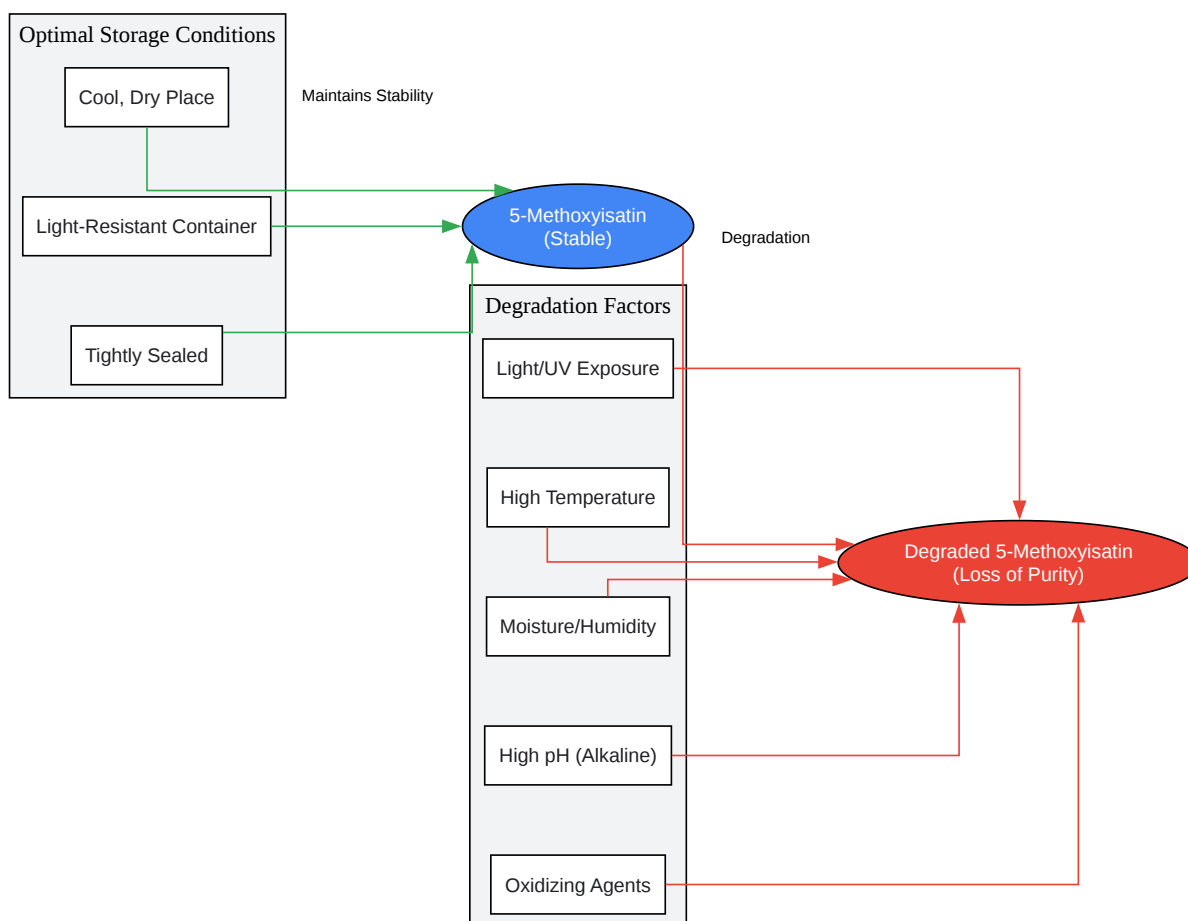 Optimal Storage Conditions
Cool, Dry Place
Maintains Stability
Light-Resistant Container
5-Methoxyisatin
(Stable)
Degradation
Tightly Sealed
Degradation Factors
Light/UV Exposure
High Temperature
Degraded 5-Methoxyisatin
(Loss of Purity)
Moisture/Humidity
High pH (Alkaline)
Oxidizing Agents